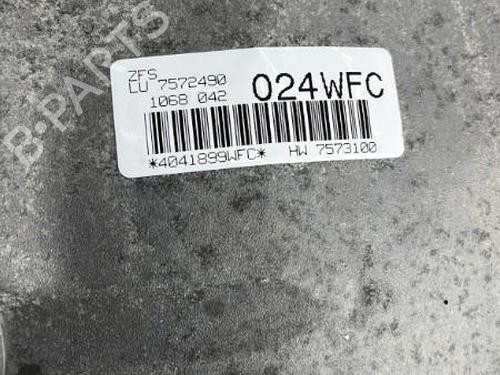 ZFS
LU 7572490
1068 042
024WFC
*4041899WFC* HW 7573100
B-PARTS